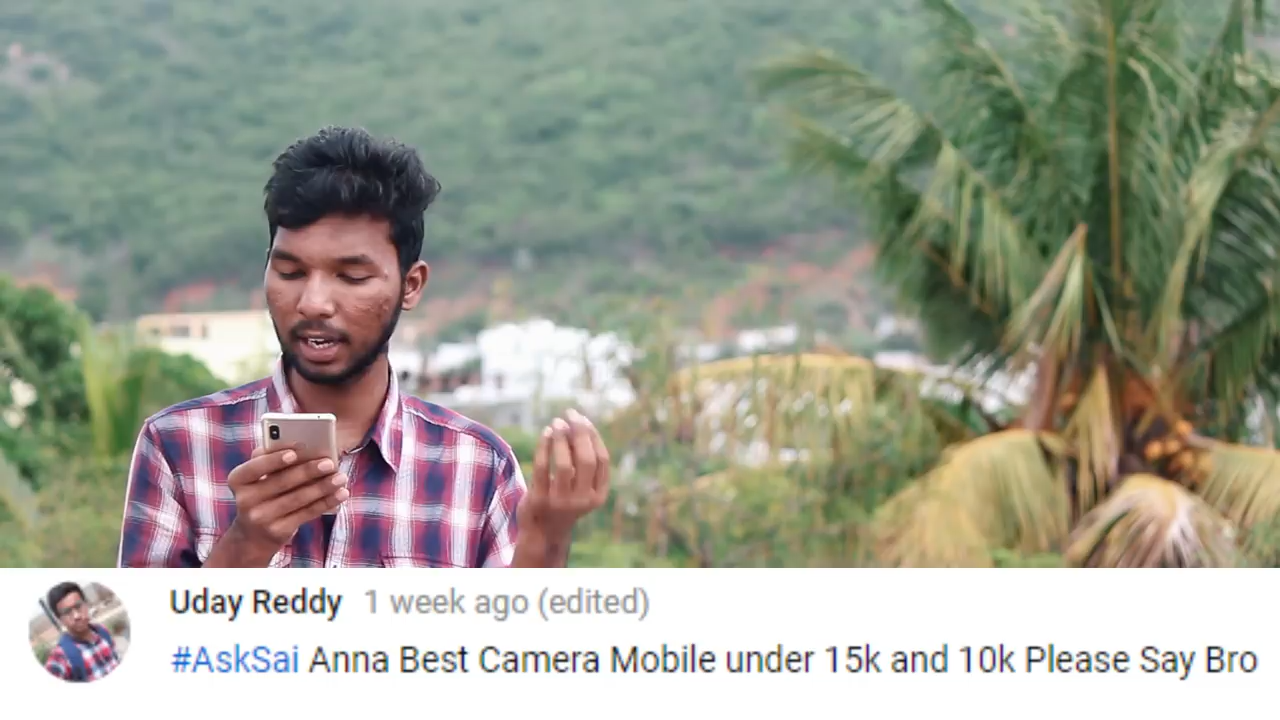 Uday Reddy 1 week ago (edited)
#AskSai Anna Best Camera Mobile under 15k and 10k Please Say Bro